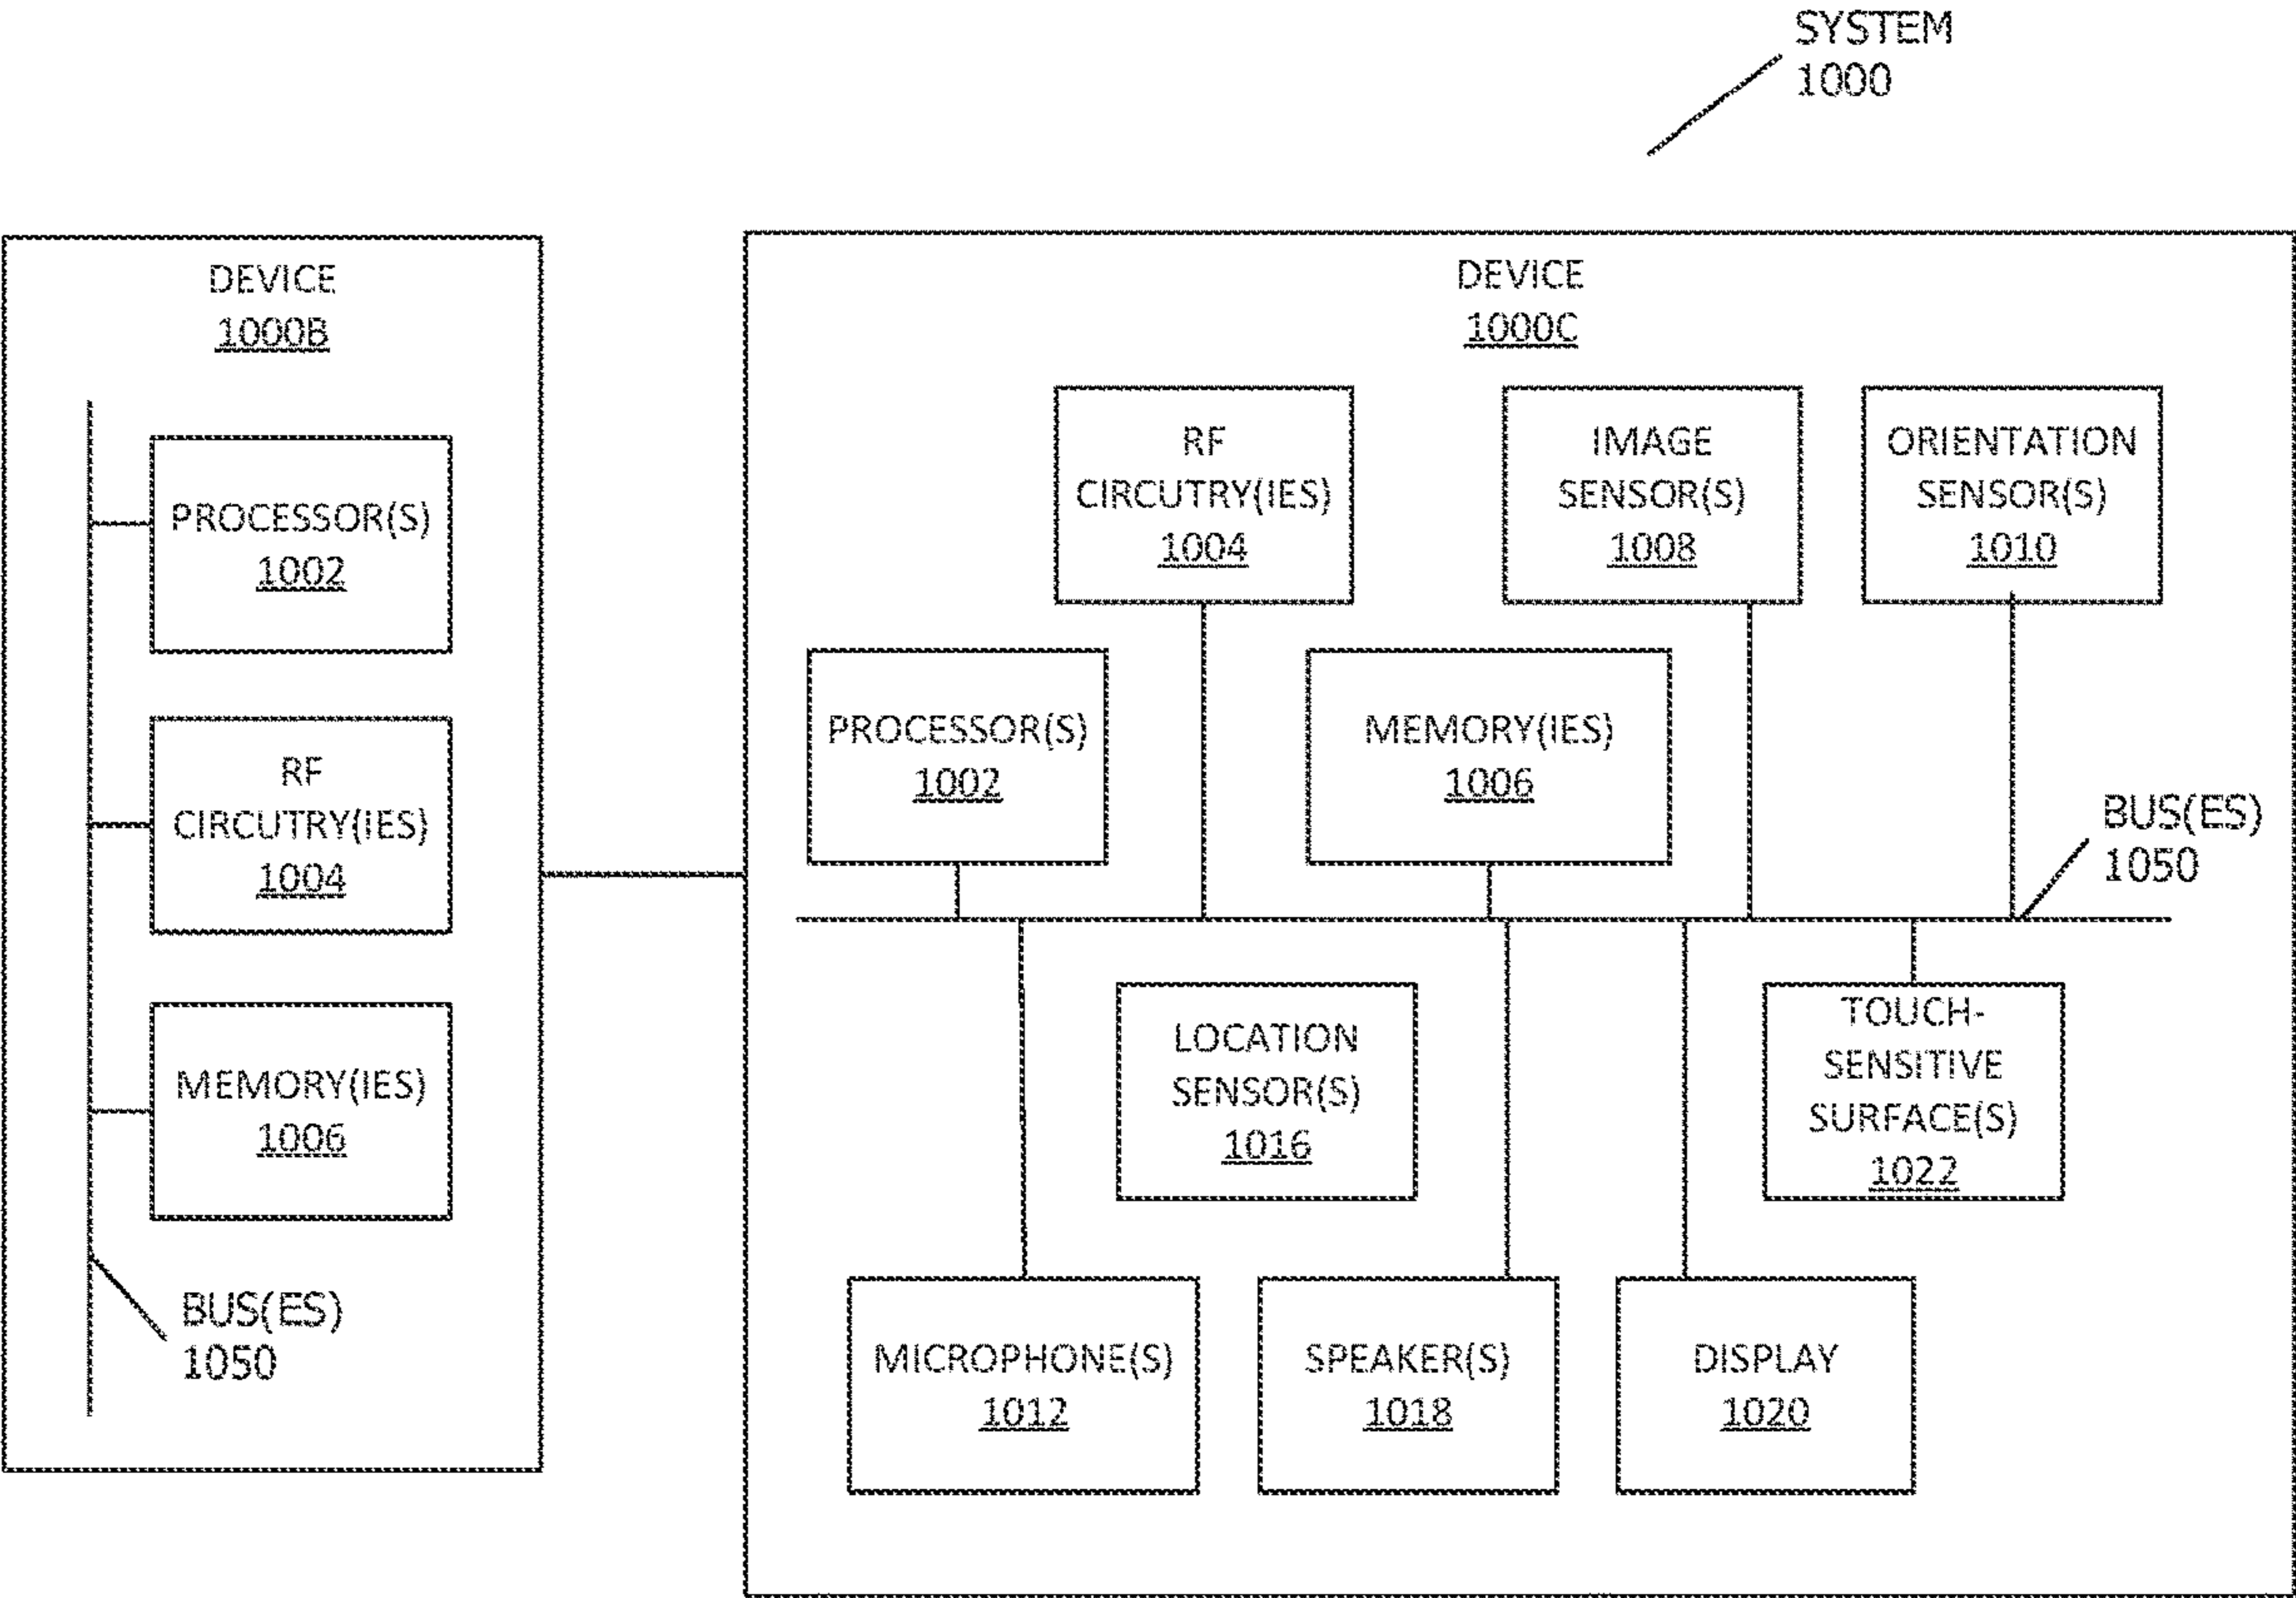 SYSTEM
1000
DEVICE
1000B
PROCESSOR(S)
1002
RF
CIRCUTRY(IES)
1004
MEMORY(IES)
1006
BUS(ES)
1050
DEVICE
1000C
RF
CIRCUTRY(IES)
1004
IMAGE
SENSOR(S)
1008
ORIENTATION
SENSOR(S)
1010
PROCESSOR(S)
1002
MEMORY(IES)
1006
BUS(ES)
1050
LOCATION
SENSOR(S)
1016
TOUCH-
SENSITIVE
SURFACE(S)
1022
MICROPHONE(S)
1012
SPEAKER(S)
1018
DISPLAY
1020